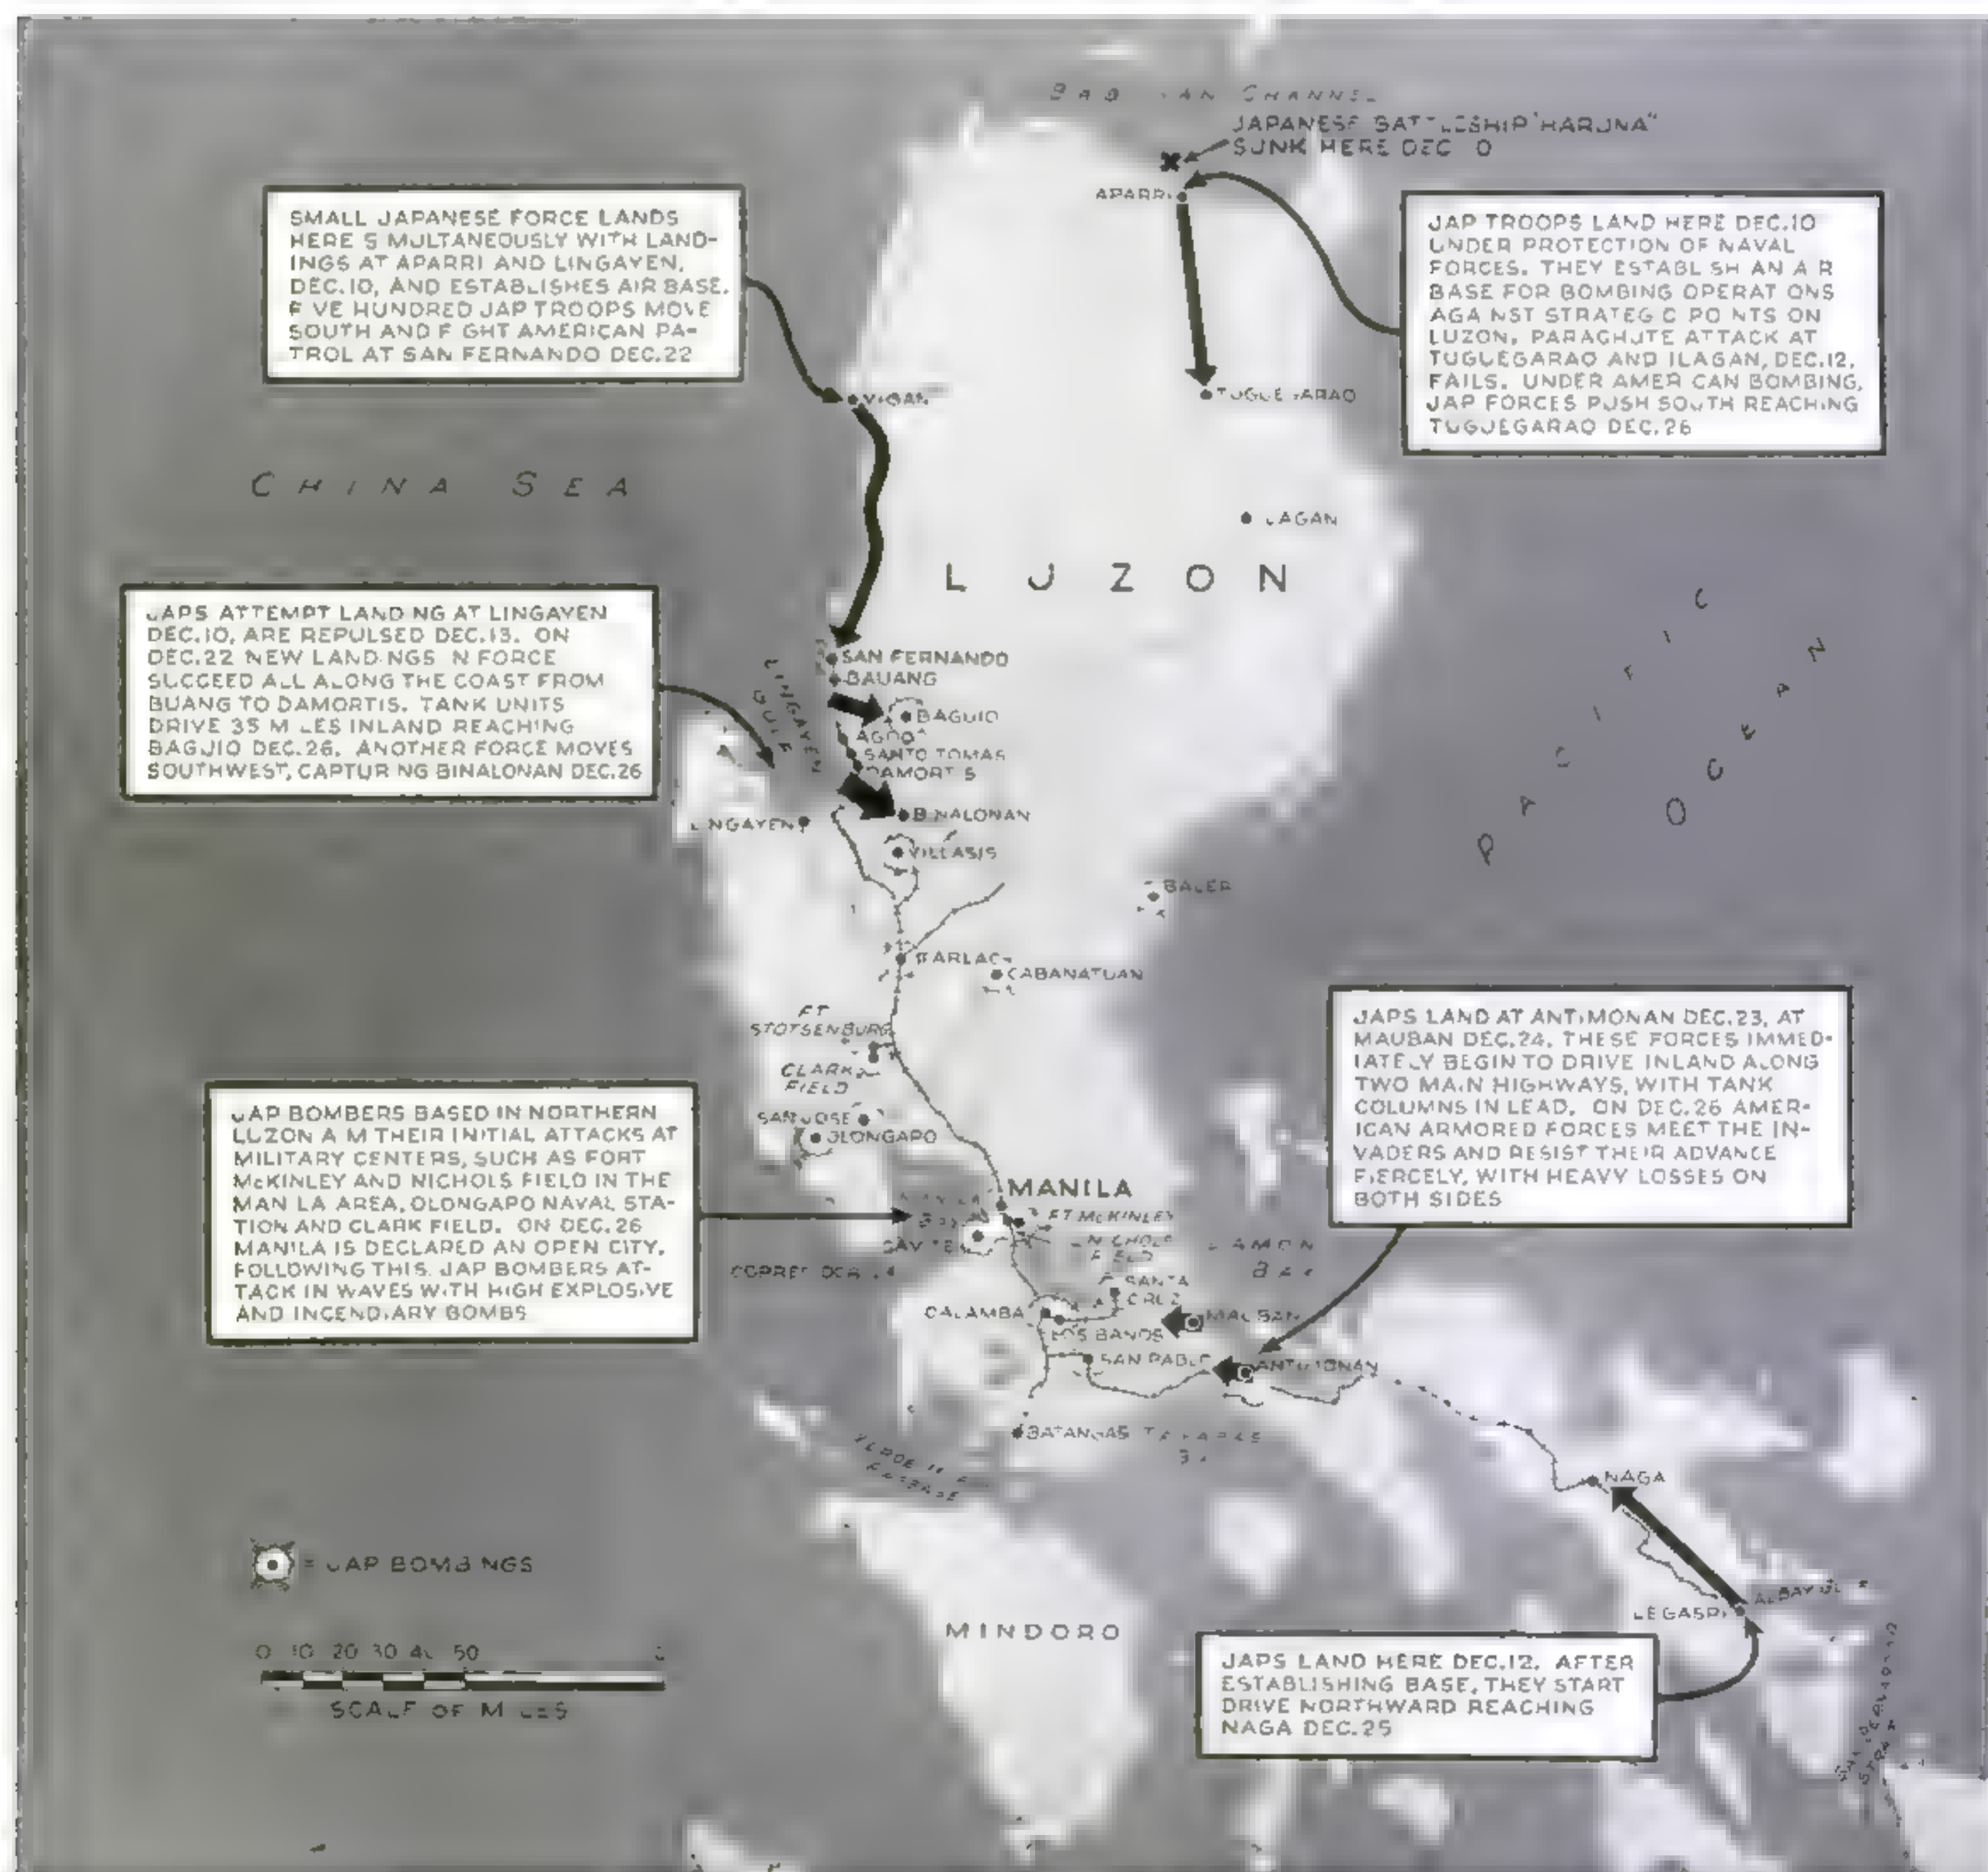 CHANNEL
JAPANESE BATTLESHIP "HARUNA"
SUNK HERE DEC 10
APARRI
SMALL JAPANESE FORCE LANDS
HERE SIMULTANEOUSLY WITH LAND-
INGS AT APARRI AND LINGAYEN,
DEC.10, AND ESTABLISHES AIR BASE.
FIVE HUNDRED JAP TROOPS MOVE
SOUTH AND FIGHT AMERICAN PA-
TROL AT SAN FERNANDO DEC.22
JAP TROOPS LAND HERE DEC.10
UNDER PROTECTION OF NAVAL
FORCES. THEY ESTABLISH AN AIR
BASE FOR BOMBING OPERATIONS
AGAINST STRATEGIC POINTS ON
LUZON. PARACHUTE ATTACK AT
TUGUEGARAO AND ILAGAN, DEC.12,
FAILS. UNDER AMERICAN BOMBING,
JAP FORCES PUSH SOUTH REACHING
TUGUEGARAO DEC.26
VIGAN
TUGUEGARAO
CHINA SEA
ILAGAN
LUZON
PACIFIC
OCEAN
JAPS ATTEMPT LANDING AT LINGAYEN
DEC.10, ARE REPULSED DEC.13. ON
DEC.22 NEW LANDINGS IN FORCE
SUCCEED ALL ALONG THE COAST FROM
BUANG TO DAMORTIS. TANK UNITS
DRIVE 35 MILES INLAND REACHING
BAGUIO DEC.26. ANOTHER FORCE MOVES
SOUTHWEST, CAPTURING BINALONAN DEC.26
LINGAYEN
GULF
SAN FERNANDO
BAUANG
BAGUIO
AGOO
SANTO TOMAS
DAMORTIS
BINALONAN
LINGAYEN
VILLASIS
BALER
TARLAC
CABANATUAN
FT
STOTSENBURG
CLARK
FIELD
SAN JOSE
OLONGAPO
JAPS LAND AT ANTIMONAN DEC.23, AT
MAUBAN DEC.24. THESE FORCES IMMED-
IATELY BEGIN TO DRIVE INLAND ALONG
TWO MAIN HIGHWAYS, WITH TANK
COLUMNS IN LEAD. ON DEC.26 AMER-
ICAN ARMORED FORCES MEET THE IN-
VADERS AND RESIST THEIR ADVANCE
FIERCELY, WITH HEAVY LOSSES ON
BOTH SIDES
JAP BOMBERS BASED IN NORTHERN
LUZON AIM THEIR INITIAL ATTACKS AT
MILITARY CENTERS, SUCH AS FORT
McKINLEY AND NICHOLS FIELD IN THE
MANILA AREA, OLONGAPO NAVAL STA-
TION AND CLARK FIELD. ON DEC.26
MANILA IS DECLARED AN OPEN CITY.
FOLLOWING THIS, JAP BOMBERS AT-
TACK IN WAVES WITH HIGH EXPLOSIVE
AND INCENDIARY BOMBS
MANILA
MANILA
BAY
FT McKINLEY
NICHOLS
FIELD
CAVITE
LAMON
BAY
SANTA
CRUZ
CALAMBA
LOS BANOS
MAUBAN
SAN PABLO
ANTIMONAN
BATANGAS
NAGA
= JAP BOMBINGS
0 10 20 30 40 50
SCALE OF MILES
MINDORO
LEGASPI
JAPS LAND HERE DEC.12. AFTER
ESTABLISHING BASE, THEY START
DRIVE NORTHWARD REACHING
NAGA DEC.25